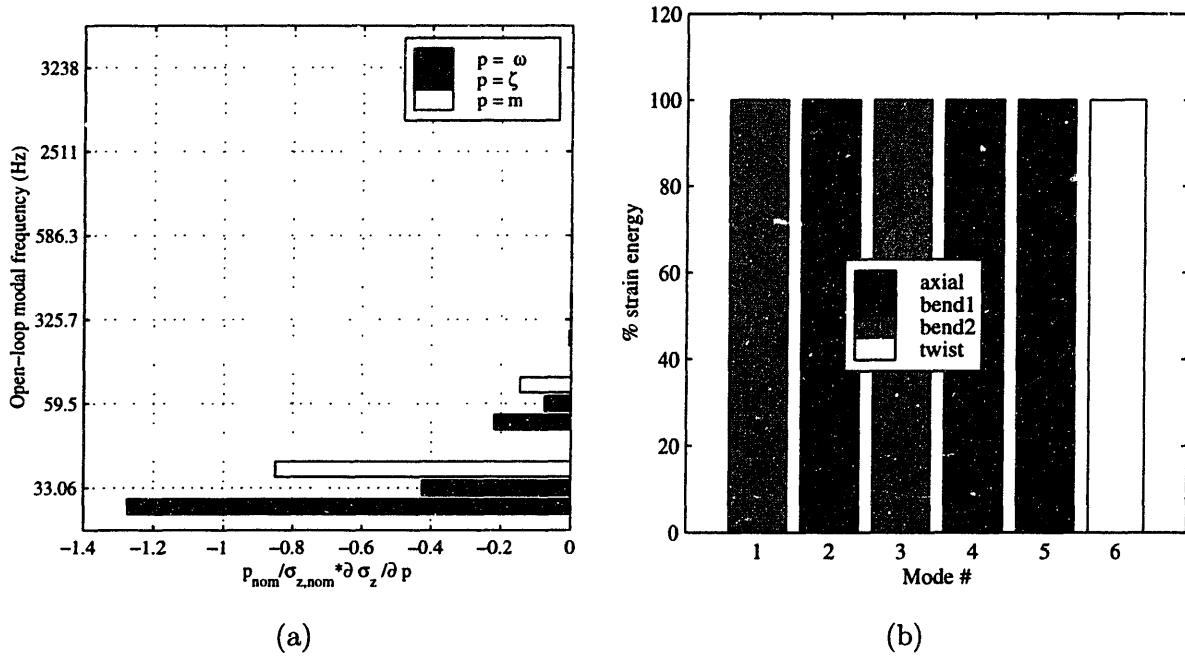 p = ω
p = ζ
p = m
3238
2511
586.3
325.7
59.5
33.06
Open–loop modal frequency (Hz)
−1.4
−1.2
−1
−0.8
−0.6
−0.4
−0.2
0
p_nom/σ_z,nom*∂ σ_z/∂ p
(a)
120
100
80
60
40
20
0
% strain energy
axial
bend1
bend2
twist
1
2
3
4
5
6
Mode #
(b)